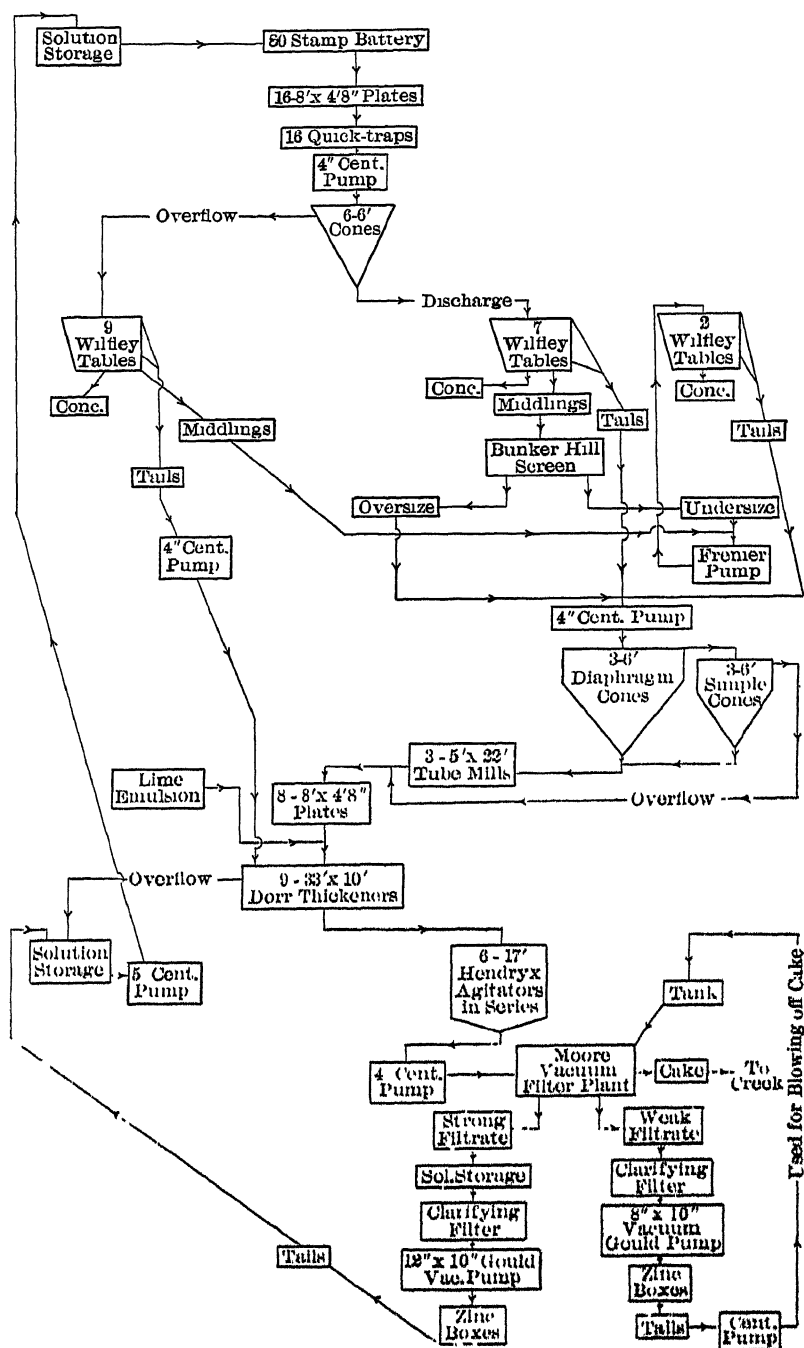 Solution
Storage
80 Stamp Battery
16-8'x 4'8" Plates
16 Quick-traps
4" Cent.
Pump
Overflow
6-6'
Cones
Discharge
9
Wilfley
Tables
7
Wilfley
Tables
2
Wilfley
Tables
Conc.
Conc.
Conc.
Middlings
Middlings
Tails
Tails
Bunker Hill
Screen
Tails
Oversize
Undersize
4" Cent.
Pump
Frenier
Pump
4" Cent. Pump
3-6'
Diaphragm
Cones
3-6'
Simple
Cones
3 - 5'x 22'
Tube Mills
Lime
Emulsion
8 - 8'x 4'8"
Plates
Overflow
Overflow
9 - 33'x 10'
Dorr Thickeners
Solution
Storage
5 Cent.
Pump
6 - 17'
Hendryx
Agitators
in Series
Tank
Used for Blowing off Cake
4 Cent.
Pump
Moore
Vacuum
Filter Plant
Cake
To
Creek
Strong
Filtrate
Weak
Filtrate
Sol.Storage
Clarifying
Filter
Clarifying
Filter
8" x 10"
Vacuum
Gould Pump
Tails
12" x 10" Gould
Vac.Pump
Zinc
Boxes
Zinc
Boxes
Tails
Cent.
Pump